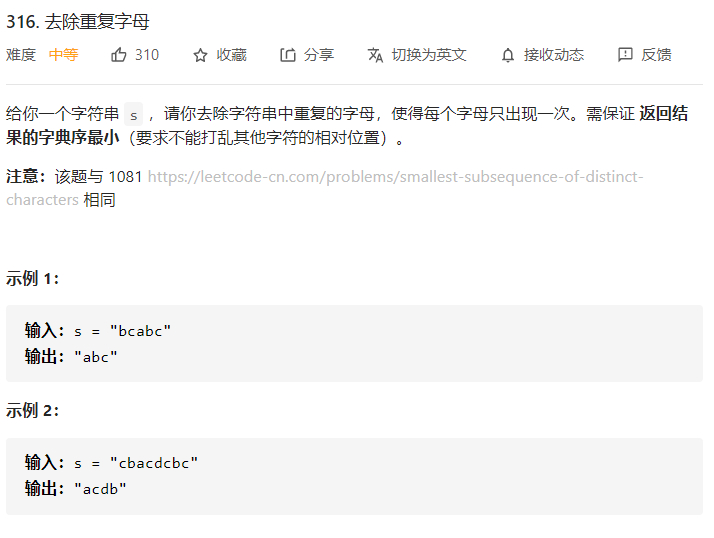 316. 去除重复字母
难度 中等 310 收藏 分享 切换为英文 接收动态 反馈
给你一个字符串 s ，请你去除字符串中重复的字母，使得每个字母只出现一次。需保证 返回结
果的字典序最小（要求不能打乱其他字符的相对位置）。
注意：该题与 1081 https://leetcode-cn.com/problems/smallest-subsequence-of-distinct-
characters 相同
示例 1：
输入：s = "bcabc"
输出："abc"
示例 2：
输入：s = "cbacdcbc"
输出："acdb"